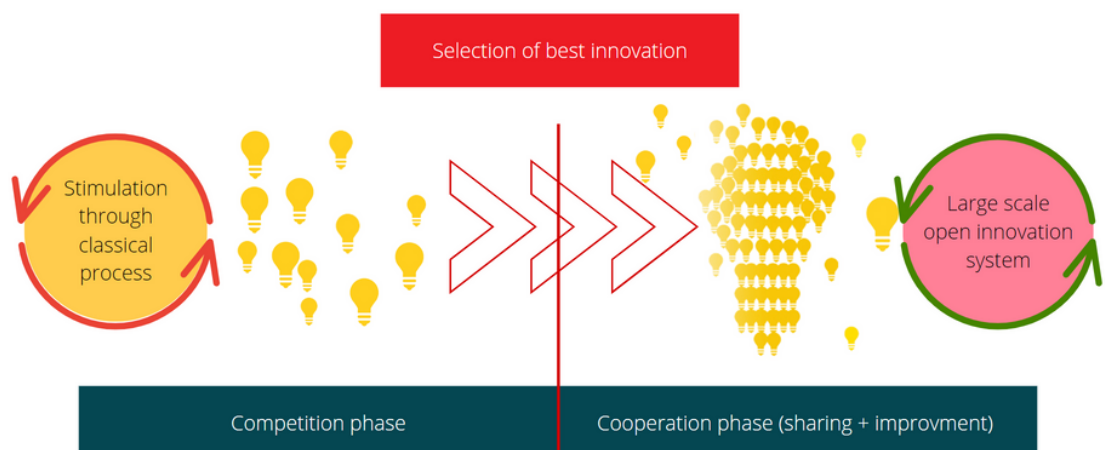 Selection of best innovation
Stimulation
through
classical
process
Large scale
open innovation
system
Competition phase
Cooperation phase (sharing + improvment)